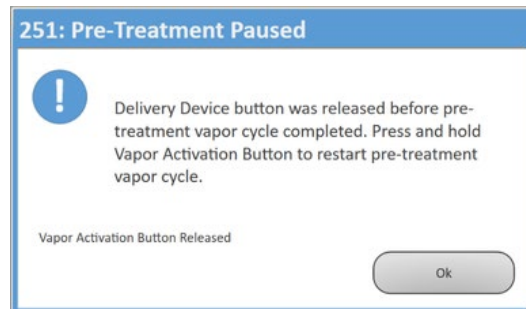 251: Pre-Treatment Paused
!
Delivery Device button was released before pre-
treatment vapor cycle completed. Press and hold
Vapor Activation Button to restart pre-treatment
vapor cycle.
Vapor Activation Button Released
Ok